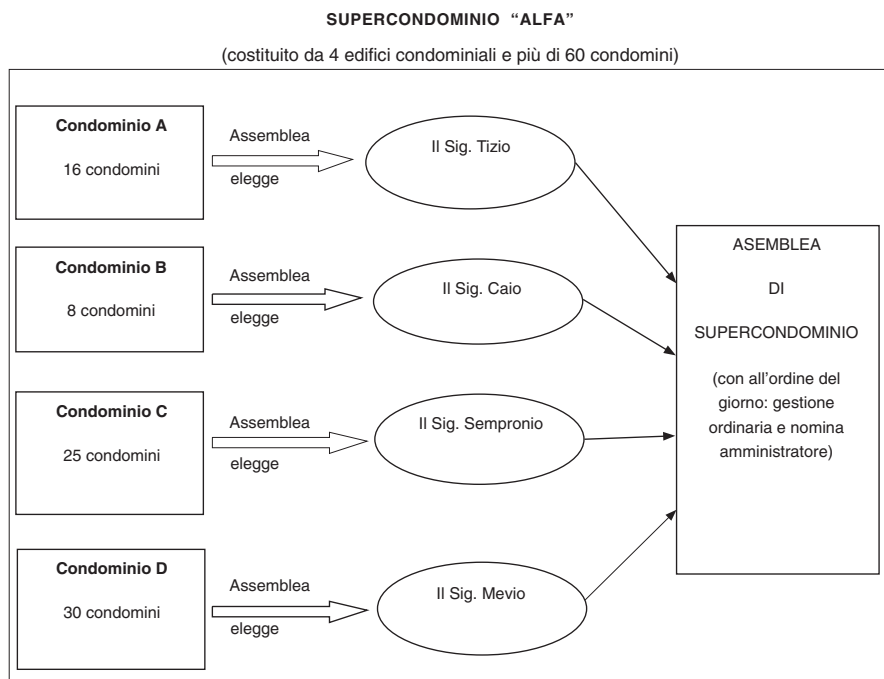 SUPERCONDOMINIO “ALFA”
(costituito da 4 edifici condominiali e più di 60 condomini)
Condominio A
16 condomini
Assemblea
elegge
Il Sig. Tizio
Condominio B
8 condomini
Assemblea
elegge
Il Sig. Caio
Condominio C
25 condomini
Assemblea
elegge
Il Sig. Sempronio
Condominio D
30 condomini
Assemblea
elegge
Il Sig. Mevio
ASEMBLEA
DI
SUPERCONDOMINIO
(con all’ordine del
giorno: gestione
ordinaria e nomina
amministratore)